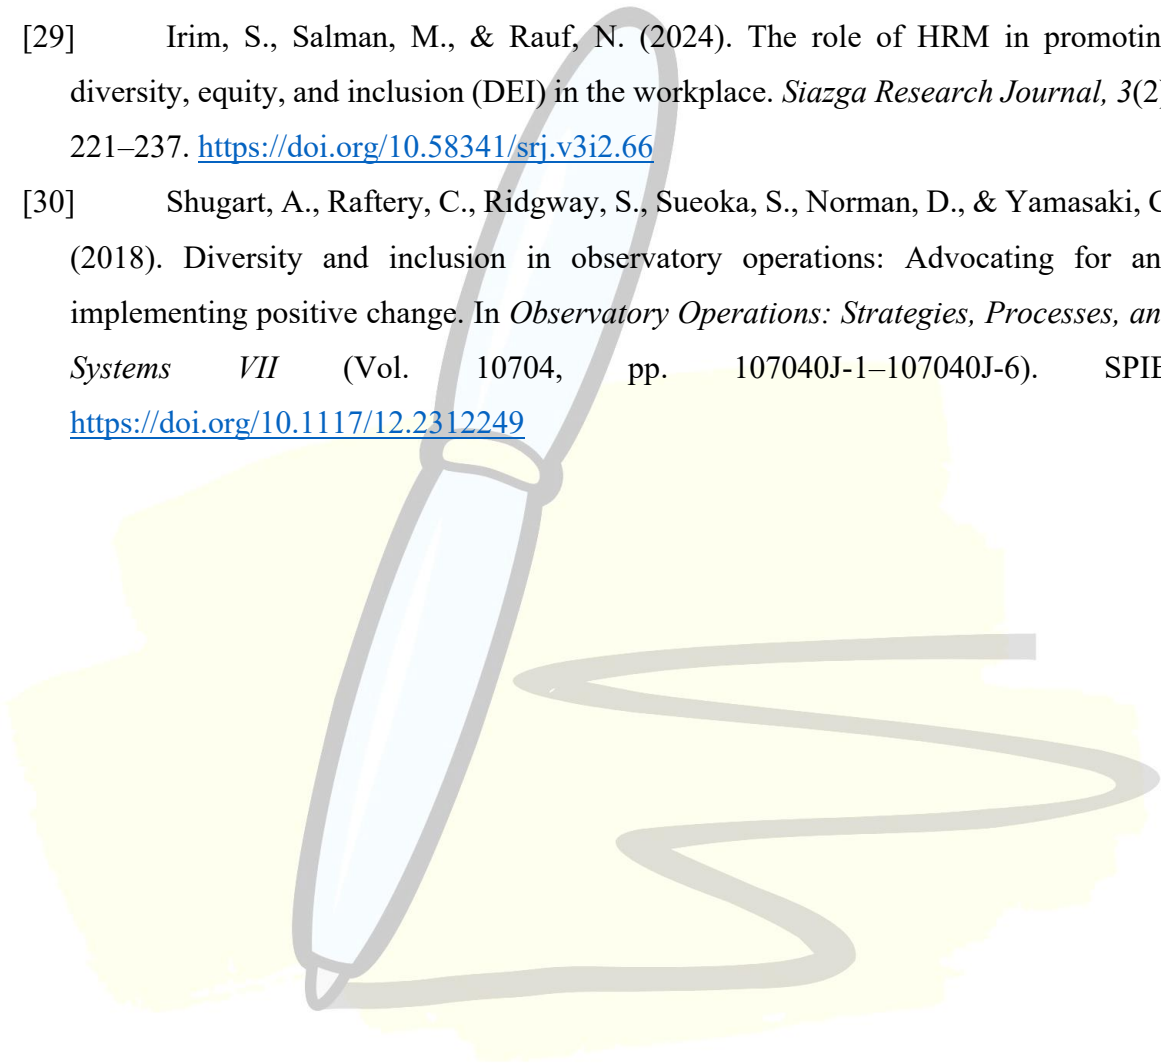 [29] Irim, S., Salman, M., & Rauf, N. (2024). The role of HRM in promotin
diversity, equity, and inclusion (DEI) in the workplace. Siazga Research Journal, 3(2)
221–237. https://doi.org/10.58341/srj.v3i2.66
[30] Shugart, A., Raftery, C., Ridgway, S., Sueoka, S., Norman, D., & Yamasaki, C
(2018). Diversity and inclusion in observatory operations: Advocating for an
implementing positive change. In Observatory Operations: Strategies, Processes, an
Systems VII (Vol. 10704, pp. 107040J-1–107040J-6). SPIE
https://doi.org/10.1117/12.2312249